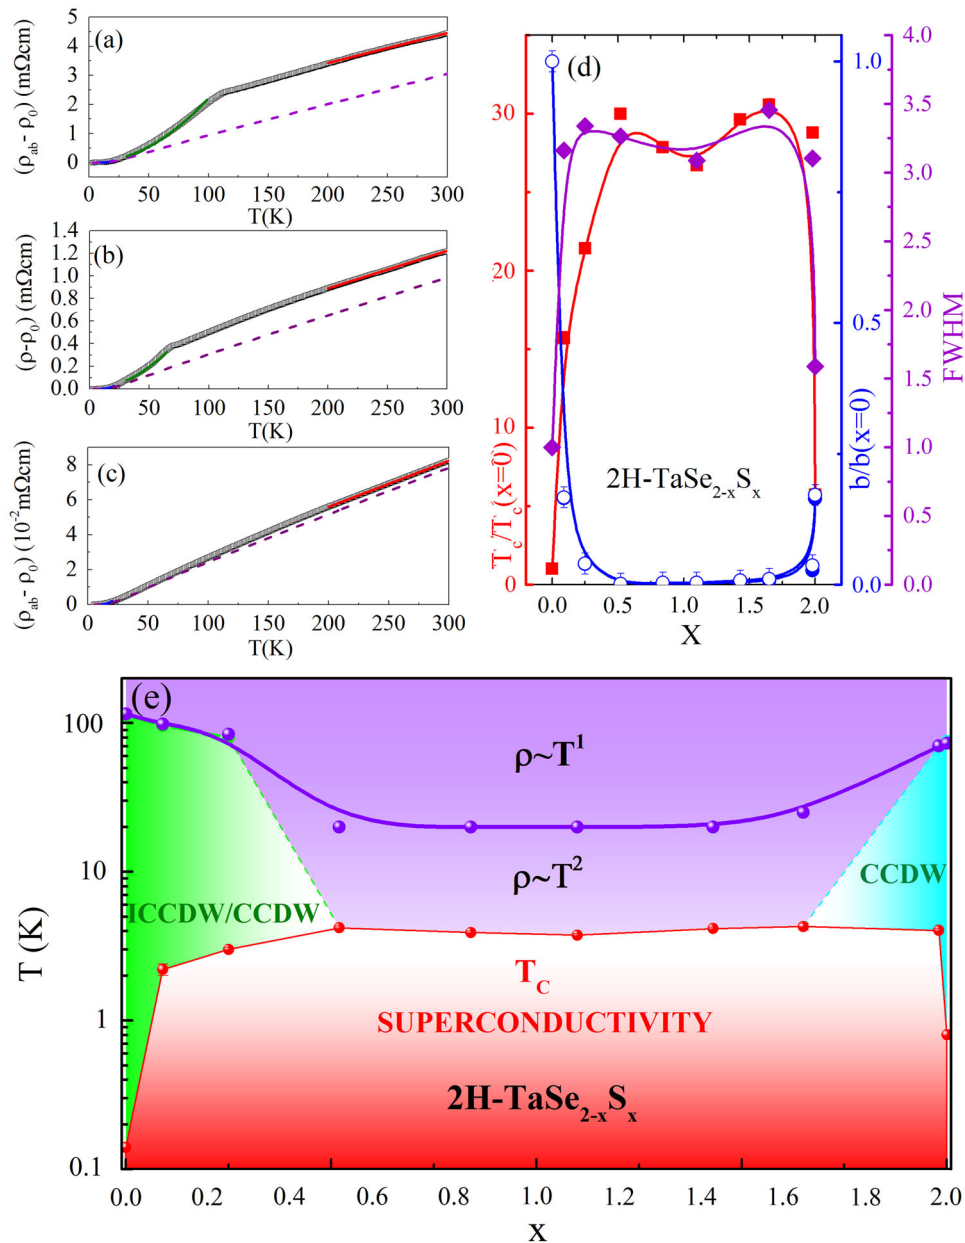 (a)
(ρab - ρ0) (mΩcm)
5
4
3
2
1
0
0 50 100 150 200 250 300
T(K)
(b)
(ρ-ρ0) (mΩcm)
1.4
1.2
1.0
0.8
0.6
0.4
0.2
0.0
0 50 100 150 200 250 300
T(K)
(c)
(ρab - ρ0) (10-2mΩcm)
8
6
4
2
0
0 50 100 150 200 250 300
T(K)
(d)
Tc/Tc(x=0)
30
20
10
0
b/b(x=0)
1.0
0.5
0.0
FWHM
4.0
3.5
3.0
2.5
2.0
1.5
1.0
0.5
0.0
2H-TaSe2-xSx
0.0 0.5 1.0 1.5 2.0
X
(e)
T (K)
100
10
1
0.1
ρ~T1
ρ~T2
ICCDW/CCDW
CCDW
TC
SUPERCONDUCTIVITY
2H-TaSe2-xSx
0.0 0.2 0.4 0.6 0.8 1.0 1.2 1.4 1.6 1.8 2.0
x